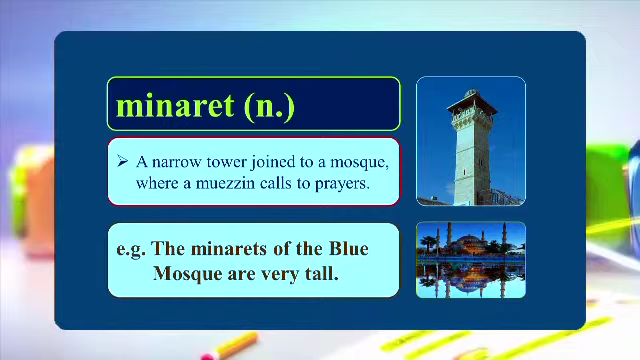 minaret (n.)
➢ A narrow tower joined to a mosque,
where a muezzin calls to prayers.
e.g. The minarets of the Blue
Mosque are very tall.